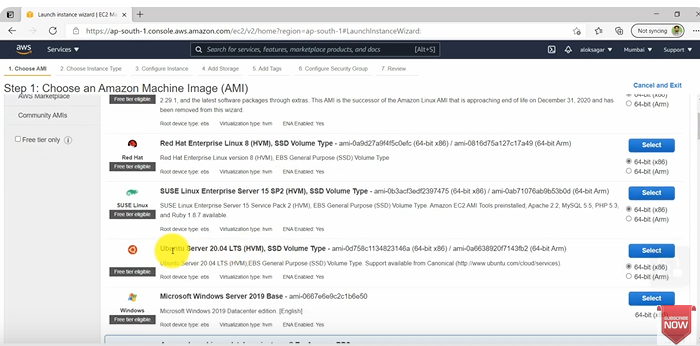 Launch instance wizard | EC2 Ma
https://ap-south-1.console.aws.amazon.com/ec2/v2/home?region=ap-south-1#LaunchInstanceWizard:
Not syncing
aws
Services
Search for services, features, marketplace products, and docs
[Alt+S]
aloksagar
Mumbai
Support
1. Choose AMI
2. Choose Instance Type
3. Configure Instance
4. Add Storage
5. Add Tags
6. Configure Security Group
7. Review
Step 1: Choose an Amazon Machine Image (AMI)
Cancel and Exit
AWS Marketplace
Community AMIs
Free tier only
Free tier eligible
2.29.1, and the latest software packages through extras. This AMI is the successor of the Amazon Linux AMI that is approaching end of life on December 31, 2020 and has
been removed from this wizard.
Root device type: ebs Virtualization type: hvm ENA Enabled: Yes
64-bit (x86)
64-bit (Arm)
Red Hat
Free tier eligible
Red Hat Enterprise Linux 8 (HVM), SSD Volume Type - ami-0a9d27a9f4f5c0efc (64-bit x86) / ami-0816d75a127c17a49 (64-bit Arm)
Red Hat Enterprise Linux version 8 (HVM), EBS General Purpose (SSD) Volume Type
Root device type: ebs Virtualization type: hvm ENA Enabled: Yes
Select
64-bit (x86)
64-bit (Arm)
SUSE Linux
Free tier eligible
SUSE Linux Enterprise Server 15 SP2 (HVM), SSD Volume Type - ami-0b3acf3edf2397475 (64-bit x86) / ami-0ab71076ab9b53b0d (64-bit Arm)
SUSE Linux Enterprise Server 15 Service Pack 2 (HVM), EBS General Purpose (SSD) Volume Type. Amazon EC2 AMI Tools preinstalled; Apache 2.2, MySQL 5.5, PHP 5.3,
and Ruby 1.8.7 available.
Root device type: ebs Virtualization type: hvm ENA Enabled: Yes
Select
64-bit (x86)
64-bit (Arm)
Free tier eligible
Ubuntu Server 20.04 LTS (HVM), SSD Volume Type - ami-0d758c1134823146a (64-bit x86) / ami-0a6638920f7143fb2 (64-bit Arm)
Ubuntu Server 20.04 LTS (HVM),EBS General Purpose (SSD) Volume Type. Support available from Canonical (http://www.ubuntu.com/cloud/services).
Root device type: ebs Virtualization type: hvm ENA Enabled: Yes
Select
64-bit (x86)
64-bit (Arm)
Windows
Free tier eligible
Microsoft Windows Server 2019 Base - ami-0667e6e9c2c1b6e50
Microsoft Windows 2019 Datacenter edition. [English]
Root device type: ebs Virtualization type: hvm ENA Enabled: Yes
Select
64-bit (x86)
SUBSCRIBE
NOW